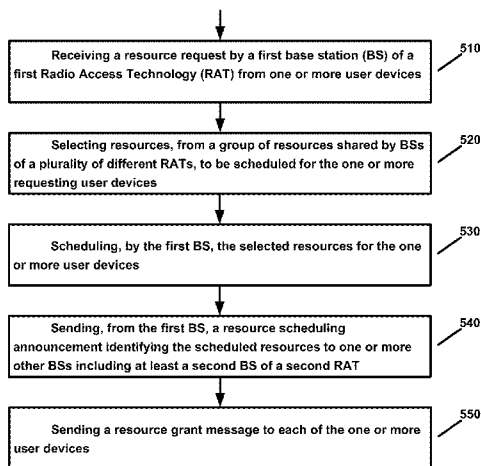 510
Receiving a resource request by a first base station (BS) of a
first Radio Access Technology (RAT) from one or more user devices
520
Selecting resources, from a group of resources shared by BSs
of a plurality of different RATs, to be scheduled for the one or more
requesting user devices
530
Scheduling, by the first BS, the selected resources for the one
or more user devices
540
Sending, from the first BS, a resource scheduling
announcement identifying the scheduled resources to one or more
other BSs including at least a second BS of a second RAT
550
Sending a resource grant message to each of the one or more
user devices